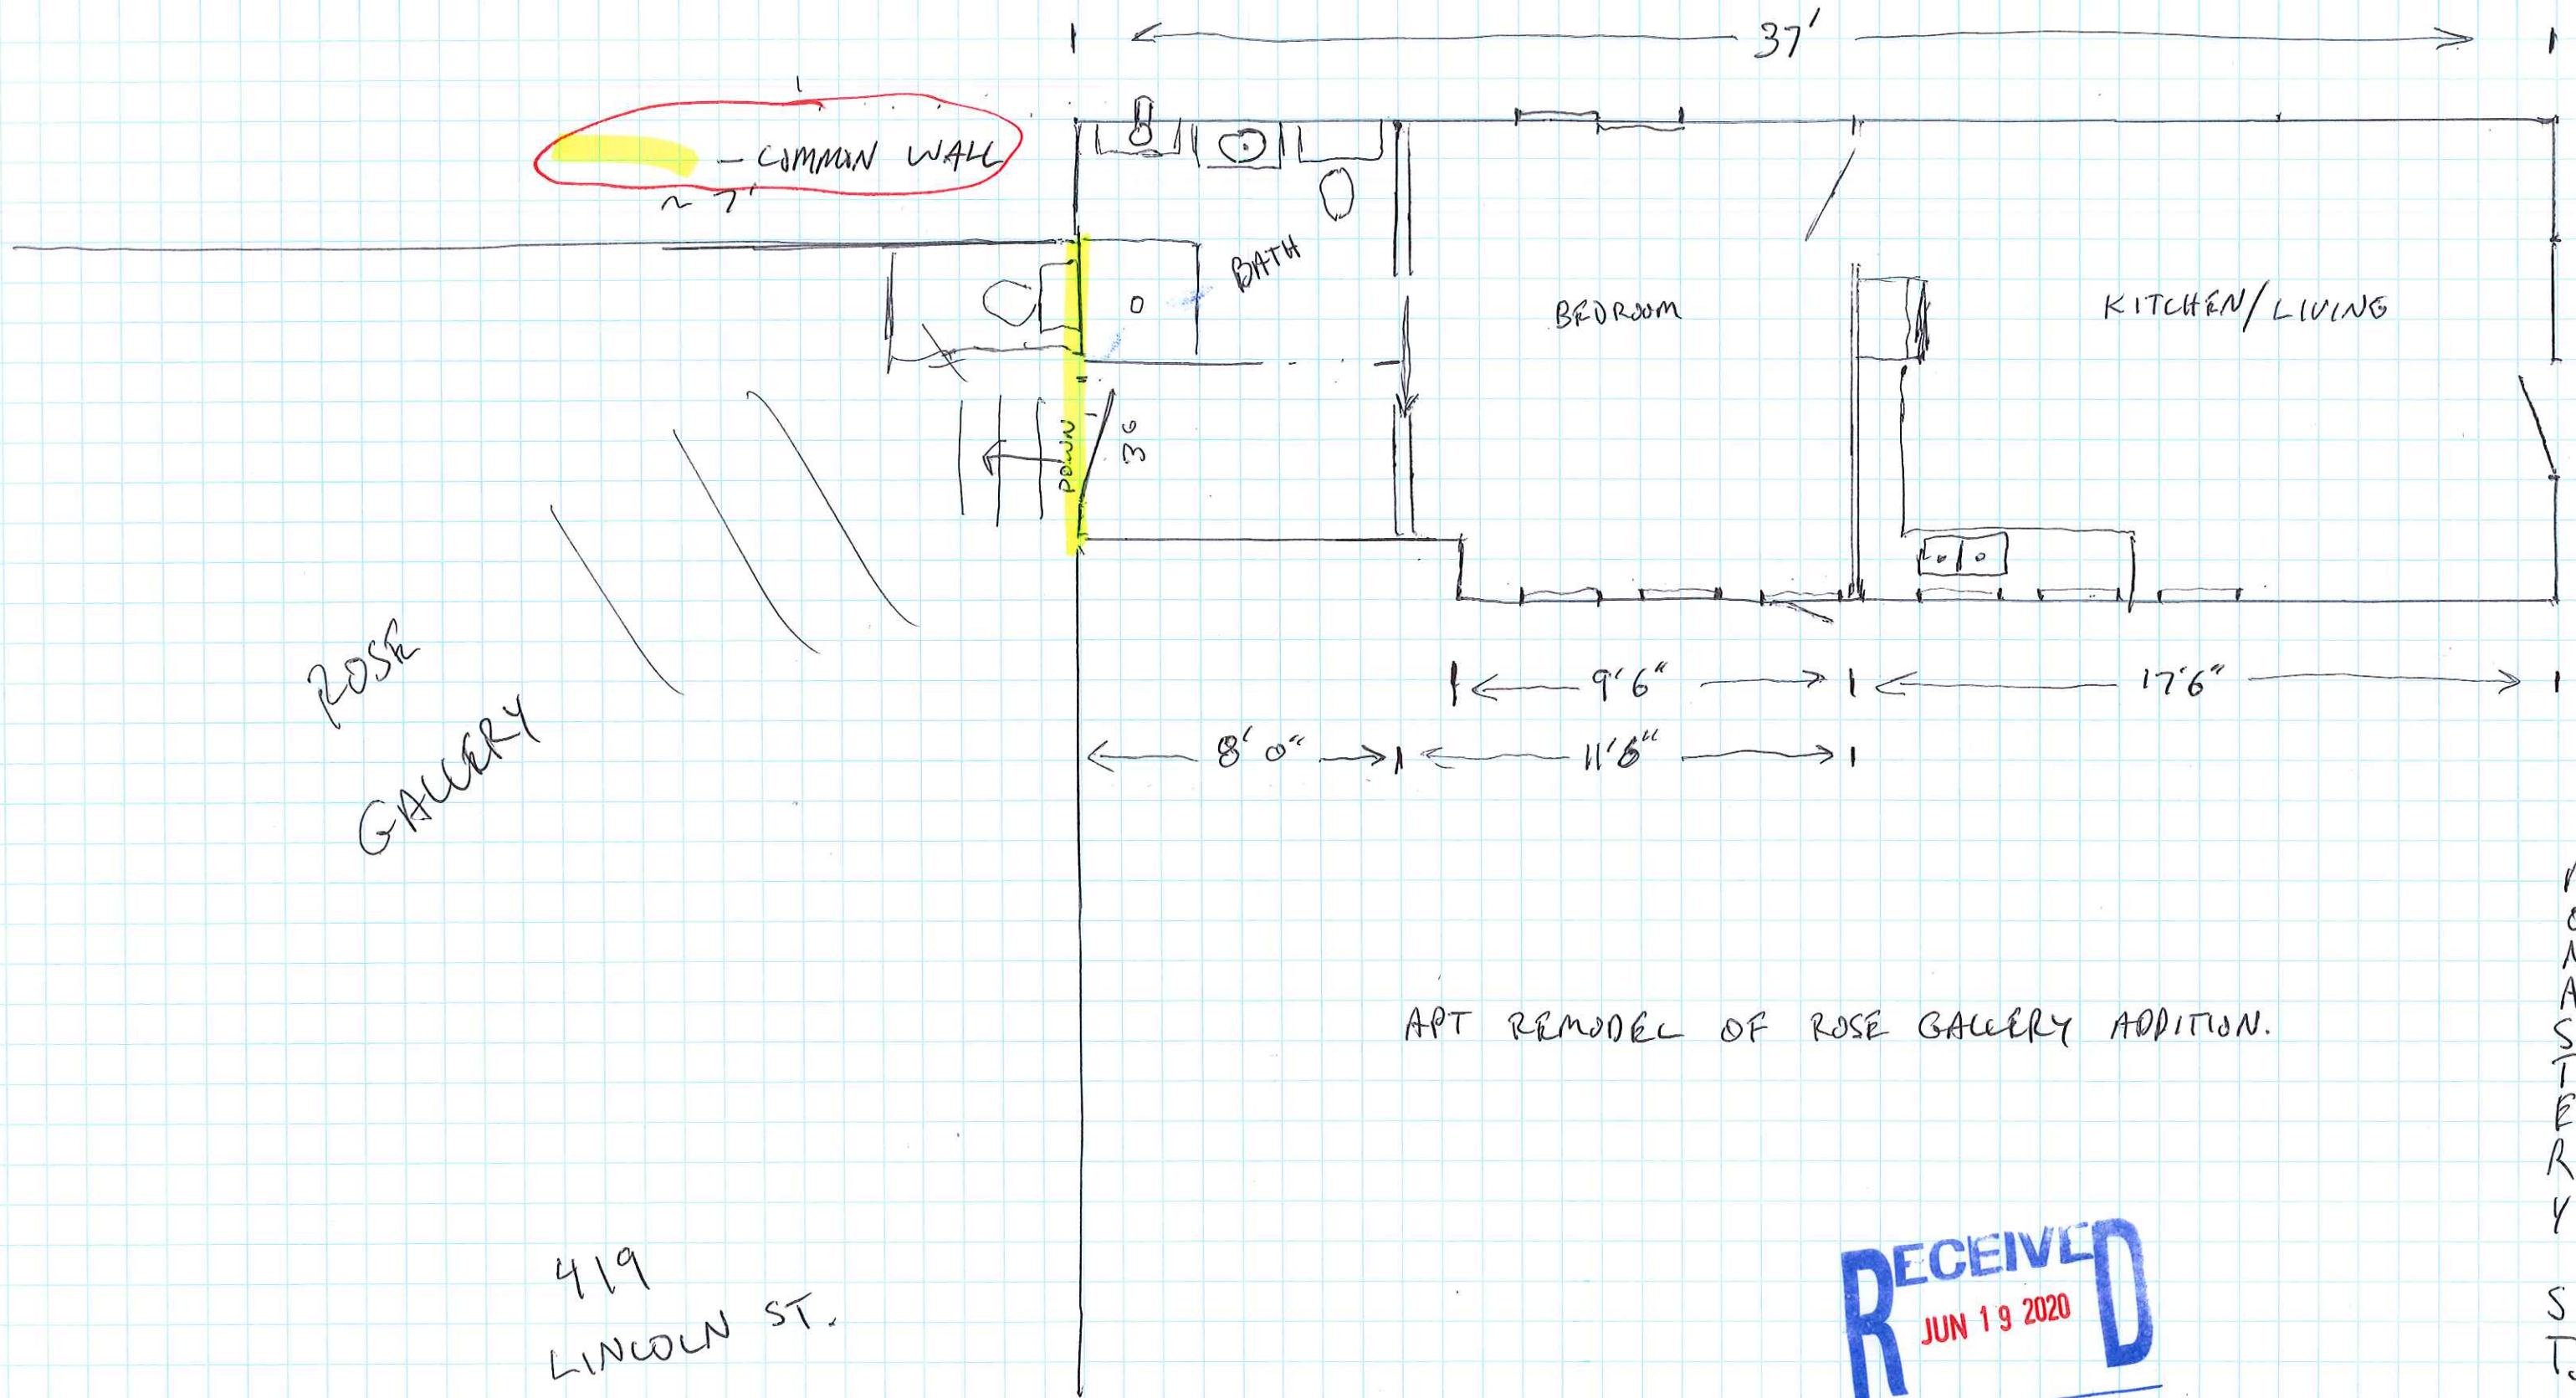 37'
— COMMON WALL
~ 7'
BATH
BEDROOM
KITCHEN/LIVING
DOWN
36
ROSE
GALLERY
9'6"
17'6"
8'0"
11'6"
APT REMODEL OF ROSE GALLERY ADDITION.
419
LINCOLN ST.
MONASTERY ST.
RECEIVED
JUN 19 2020